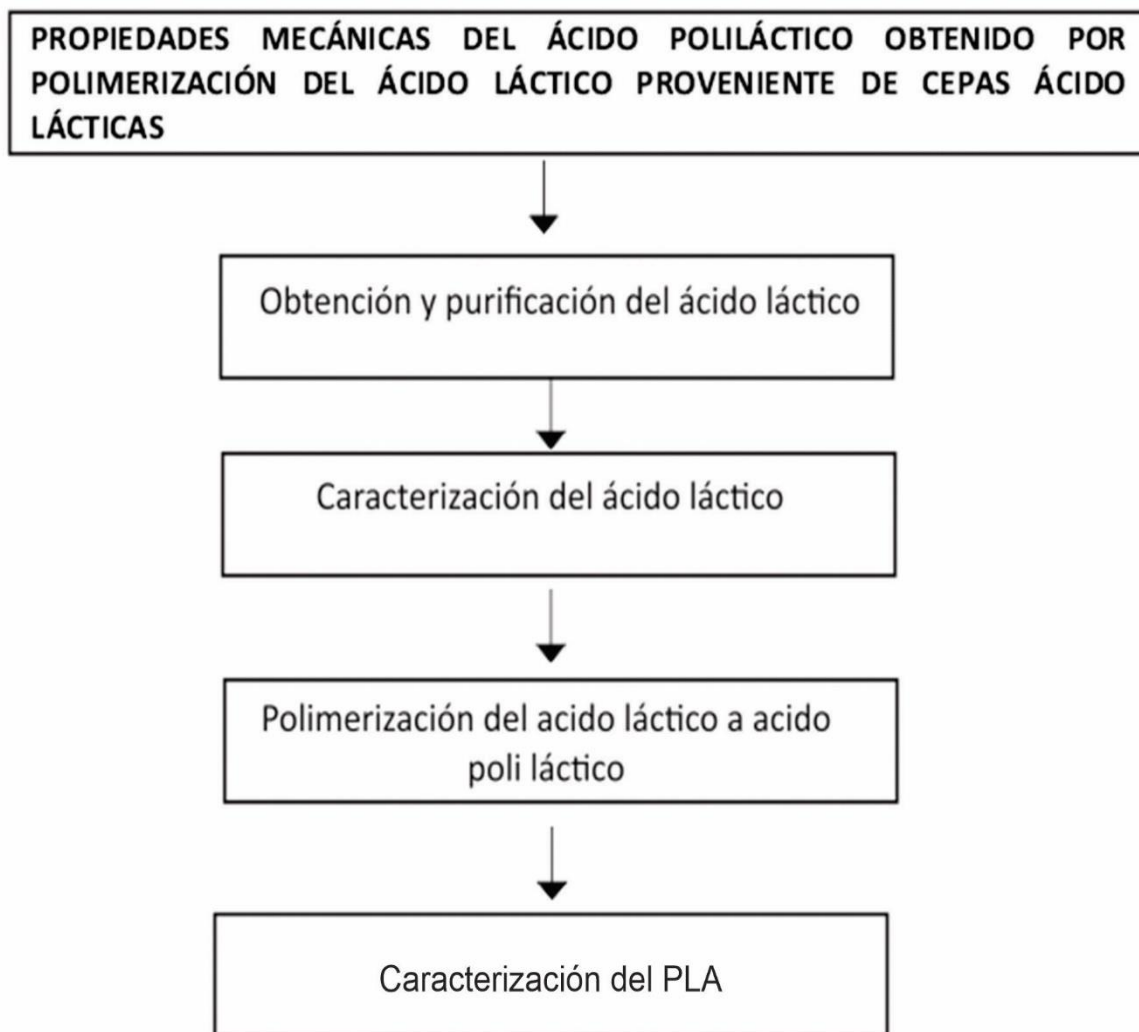 PROPIEDADES MECÁNICAS DEL ÁCIDO POLILÁCTICO OBTENIDO POR
POLIMERIZACIÓN DEL ÁCIDO LÁCTICO PROVENIENTE DE CEPAS ÁCIDO
LÁCTICAS
Obtención y purificación del ácido láctico
Caracterización del ácido láctico
Polimerización del acido láctico a acido
poli láctico
Caracterización del PLA